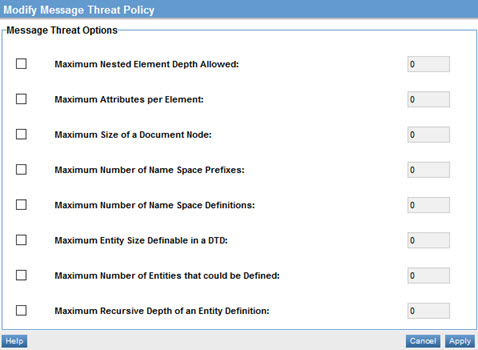 Modify Message Threat Policy
Message Threat Options
Maximum Nested Element Depth Allowed: 0
Maximum Attributes per Element: 0
Maximum Size of a Document Node: 0
Maximum Number of Name Space Prefixes: 0
Maximum Number of Name Space Definitions: 0
Maximum Entity Size Definable in a DTD: 0
Maximum Number of Entities that could be Defined: 0
Maximum Recursive Depth of an Entity Definition: 0
Help Cancel Apply